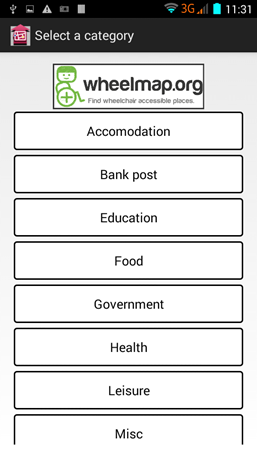 3G 11:31
Select a category
wheelmap.org
Find wheelchair accessible places.
Accomodation
Bank post
Education
Food
Government
Health
Leisure
Misc